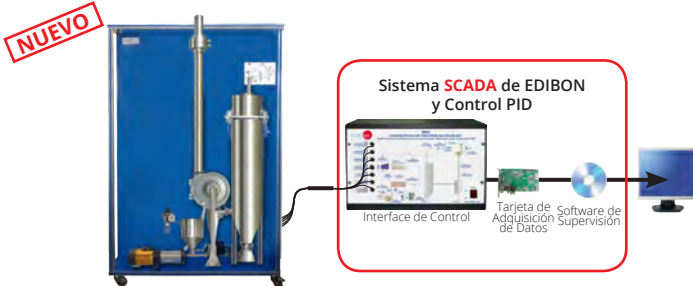 NUEVO
Sistema SCADA de EDIBON
y Control PID
Interface de Control
Tarjeta de
Adquisición
de Datos
Software de
Supervisión